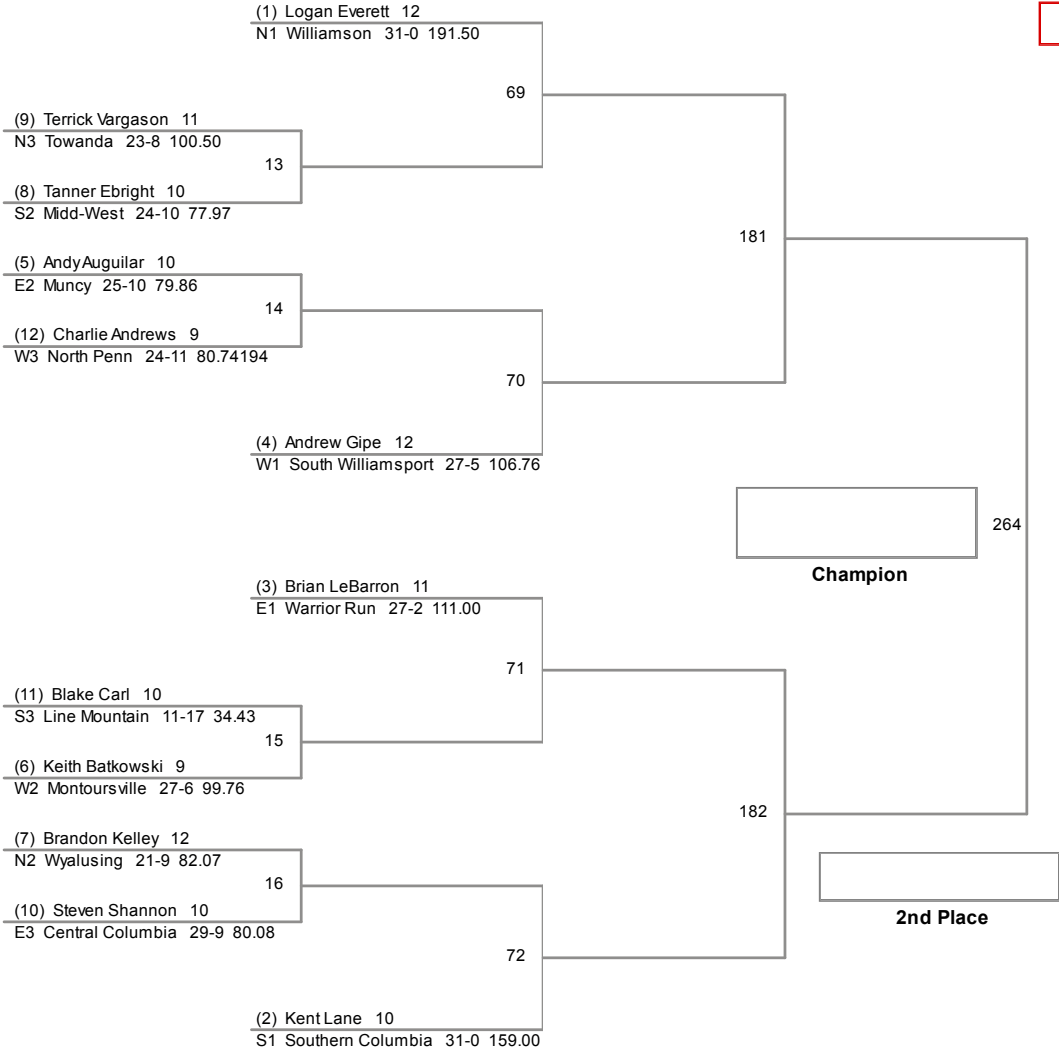 (1) Logan Everett 12
N1 Williamson 31-0 191.50
69
(9) Terrick Vargason 11
N3 Towanda 23-8 100.50
13
(8) Tanner Ebright 10
S2 Midd-West 24-10 77.97
181
(5) Andy Auguilar 10
E2 Muncy 25-10 79.86
14
(12) Charlie Andrews 9
W3 North Penn 24-11 80.74194
70
(4) Andrew Gipe 12
W1 South Williamsport 27-5 106.76
264
Champion
(3) Brian LeBarron 11
E1 Warrior Run 27-2 111.00
71
(11) Blake Carl 10
S3 Line Mountain 11-17 34.43
15
(6) Keith Batkowski 9
W2 Montoursville 27-6 99.76
182
(7) Brandon Kelley 12
N2 Wyalusing 21-9 82.07
16
(10) Steven Shannon 10
E3 Central Columbia 29-9 80.08
2nd Place
72
(2) Kent Lane 10
S1 Southern Columbia 31-0 159.00